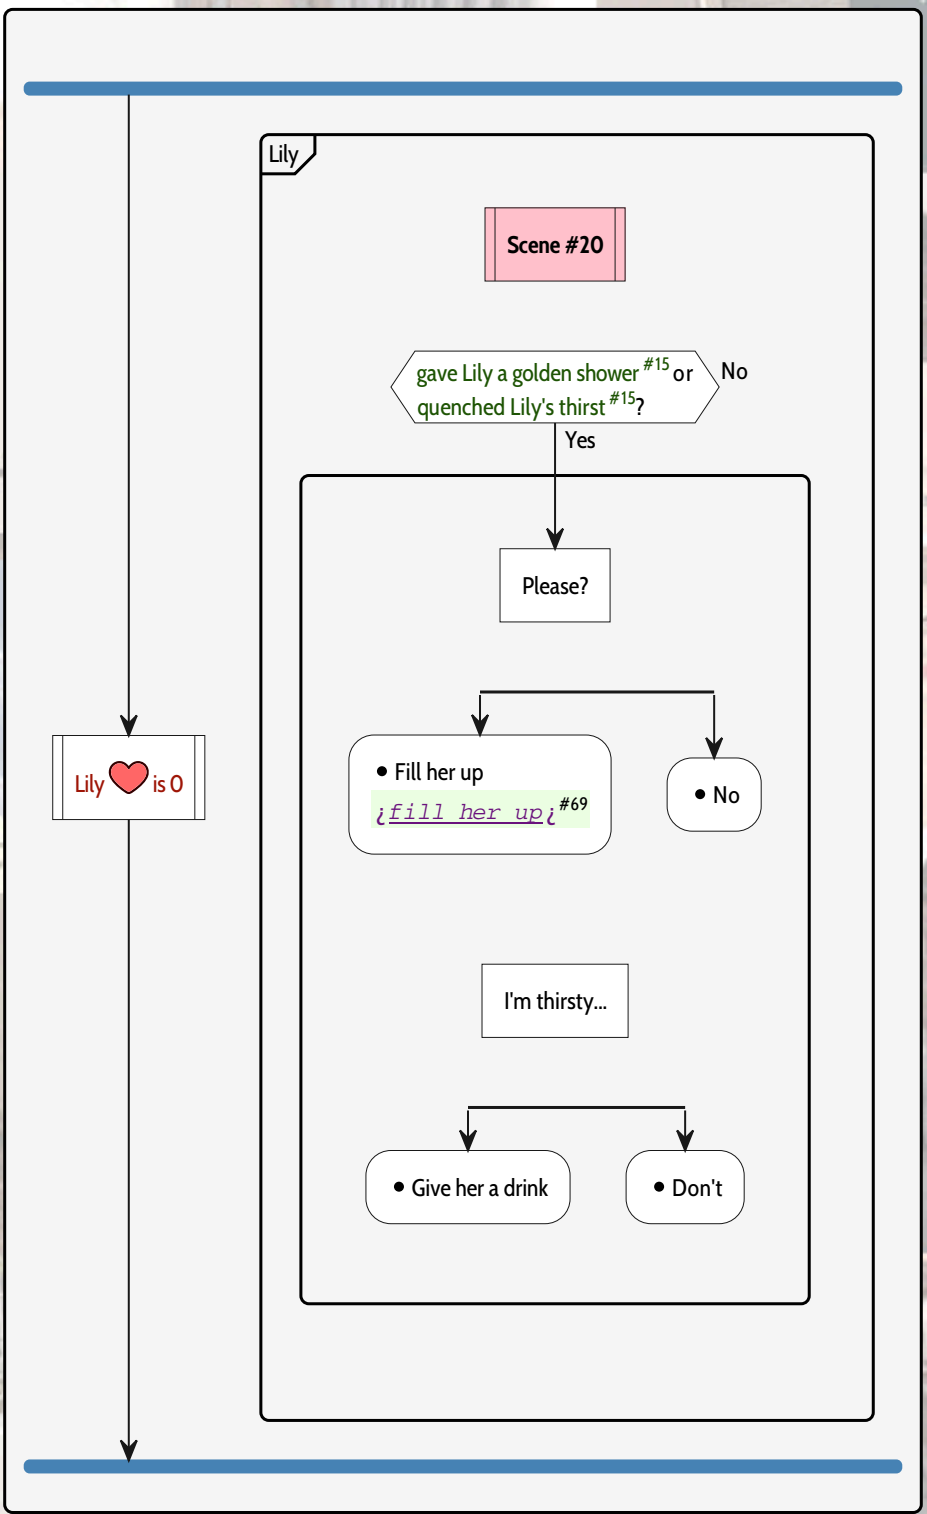 Lily
Scene #20
gave Lily a golden shower #15 or
quenched Lily's thirst #15?
No
Yes
Please?
Lily ❤ is 0
• Fill her up
¿fill her up¿#69
• No
I'm thirsty...
• Give her a drink
• Don't